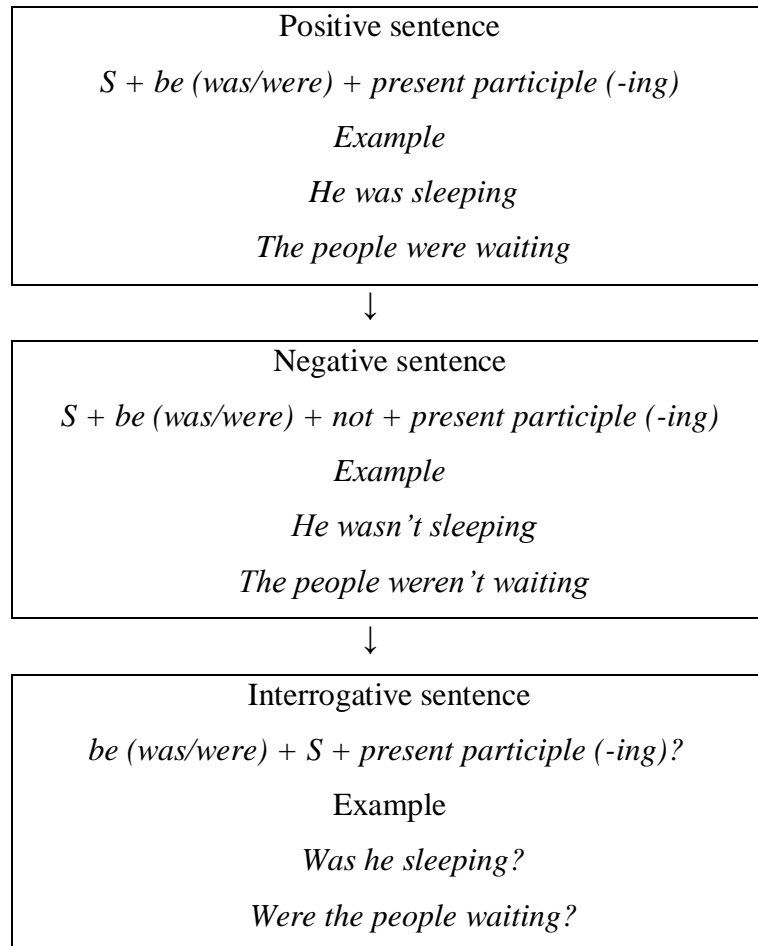 Positive sentence
S + be (was/were) + present participle (-ing)
Example
He was sleeping
The people were waiting
↓
Negative sentence
S + be (was/were) + not + present participle (-ing)
Example
He wasn’t sleeping
The people weren’t waiting
↓
Interrogative sentence
be (was/were) + S + present participle (-ing)?
Example
Was he sleeping?
Were the people waiting?